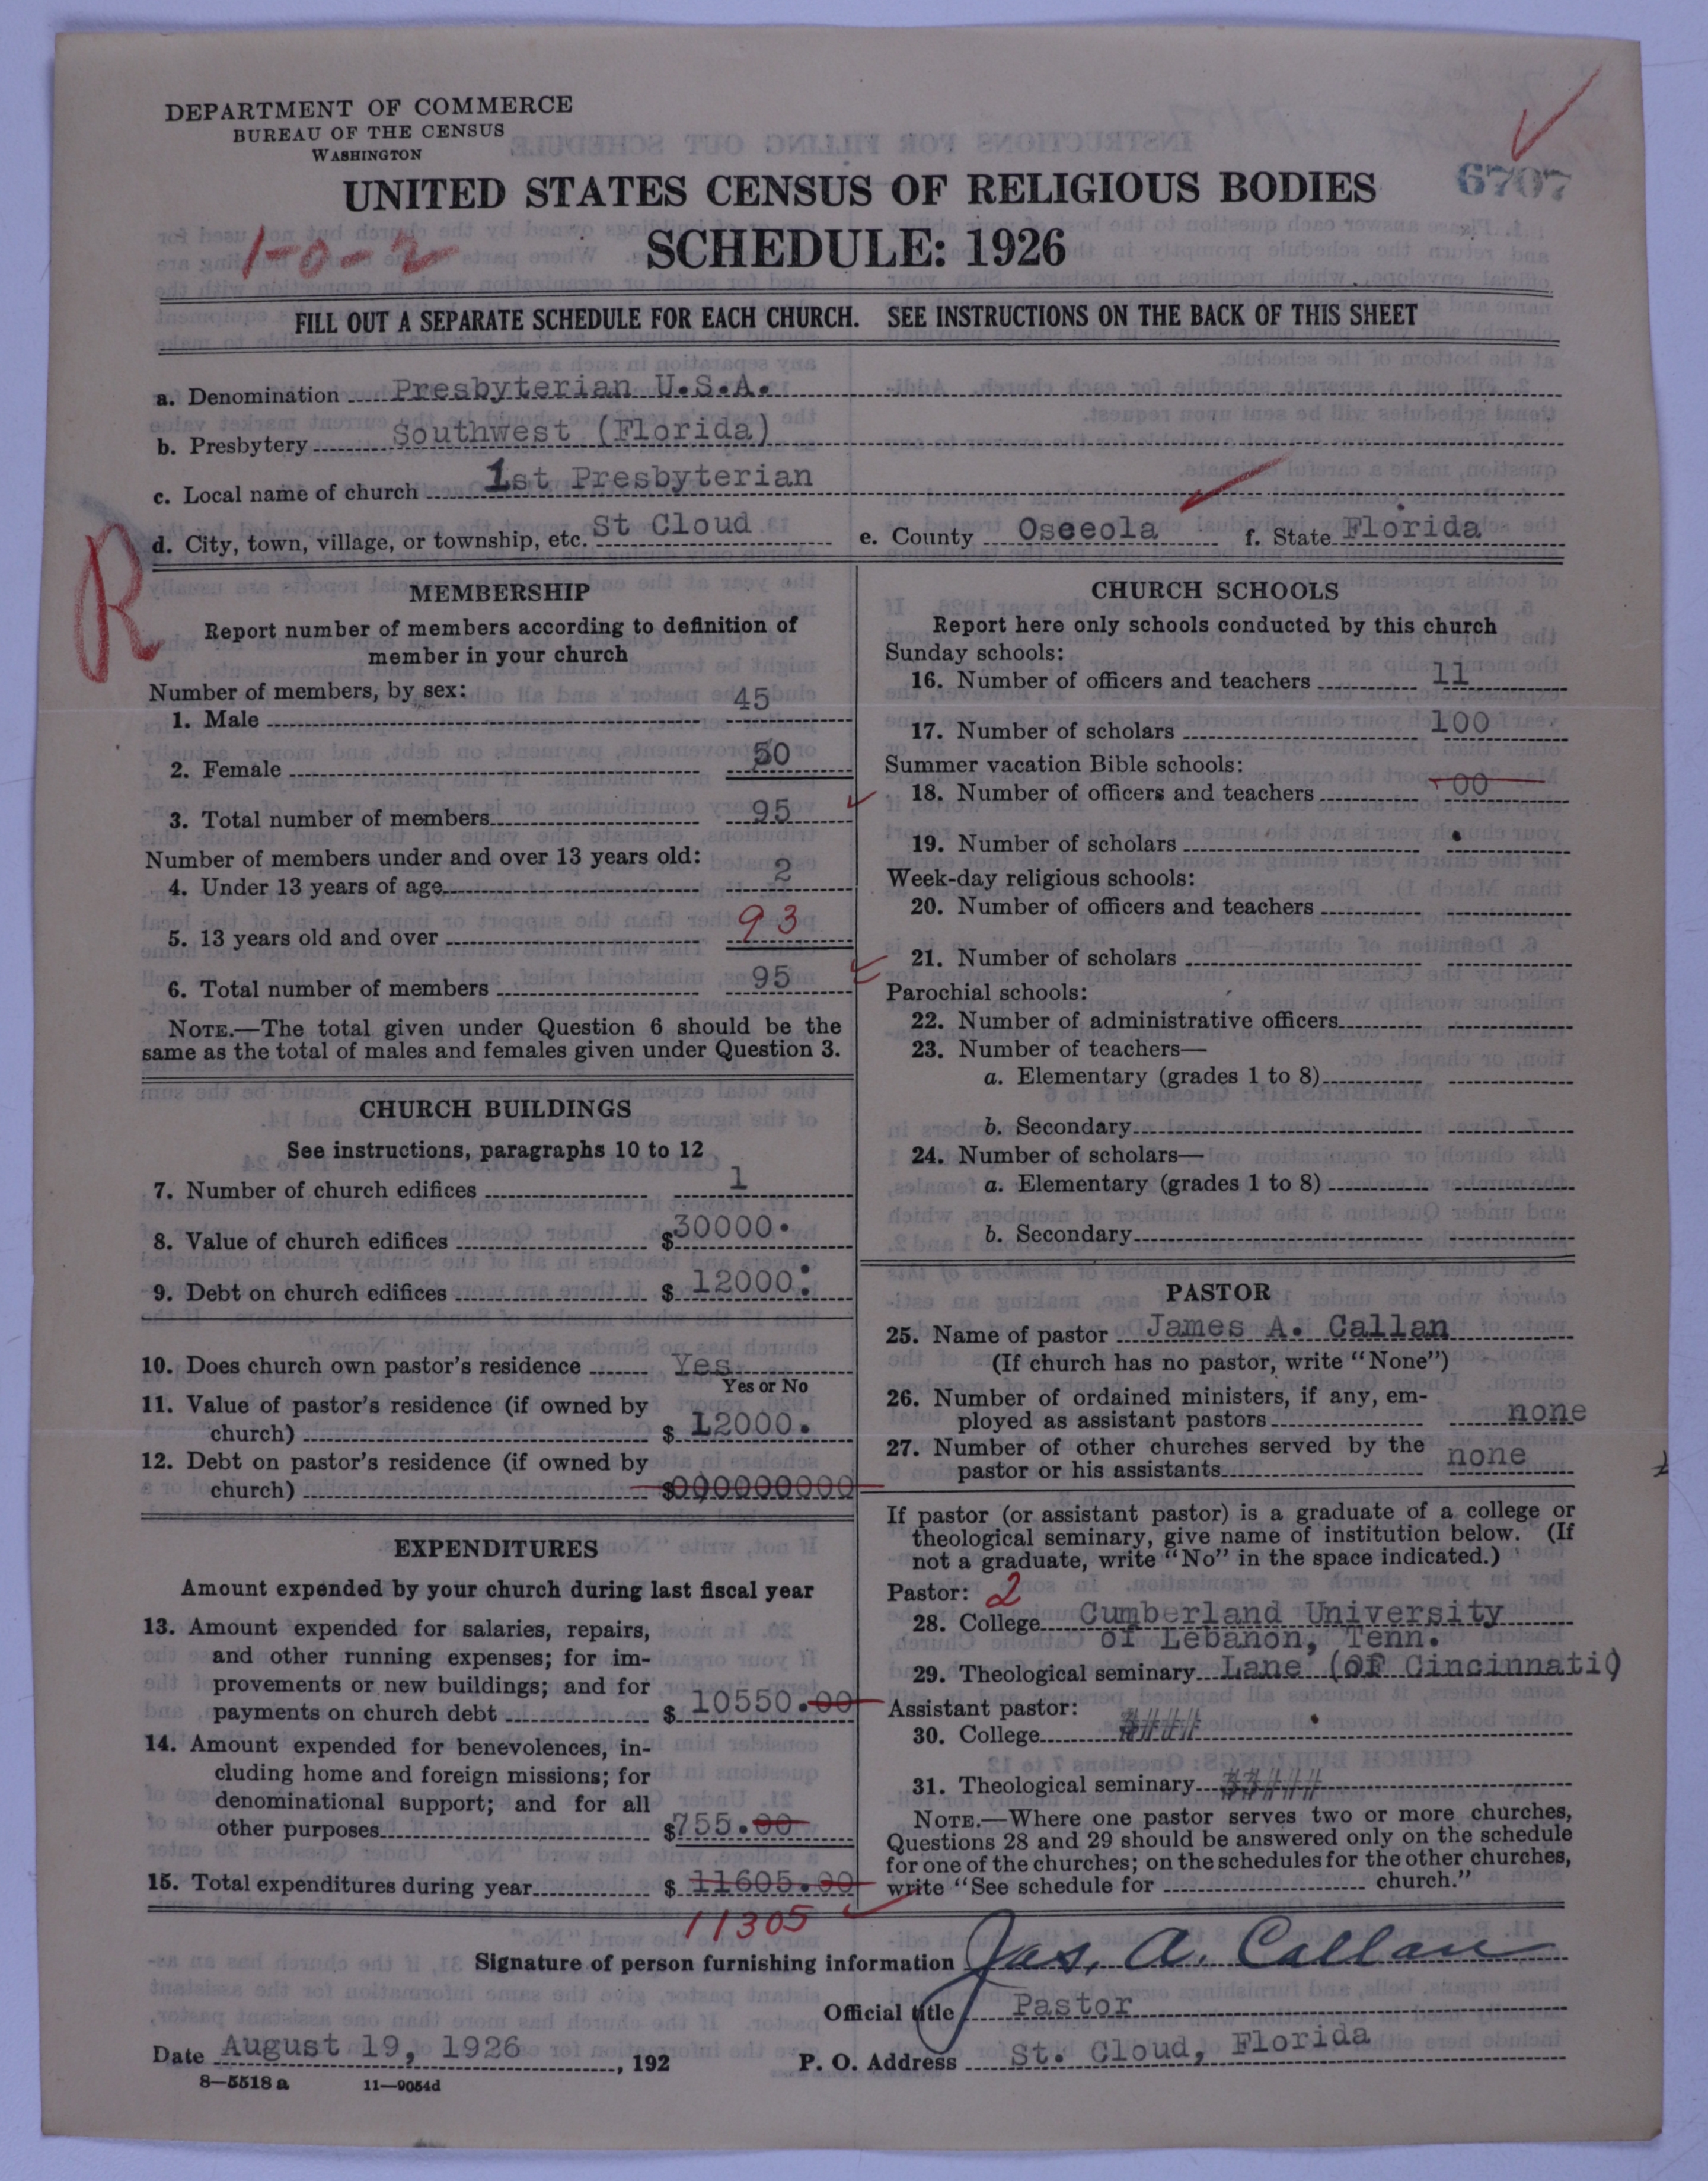 DEPARTMENT OF COMMERCE
BUREAU OF THE CENSUS
WASHINGTON
UNITED STATES CENSUS OF RELIGIOUS BODIES
6707
1-0-2
SCHEDULE: 1926
FILL OUT A SEPARATE SCHEDULE FOR EACH CHURCH. SEE INSTRUCTIONS ON THE BACK OF THIS SHEET
a. Denomination Presbyterian U.S.A.
b. Presbytery Southwest (Florida)
c. Local name of church 1st Presbyterian
d. City, town, village, or township, etc. St Cloud e. County Osceola f. State Florida
R
MEMBERSHIP
Report number of members according to definition of
member in your church
Number of members, by sex:
1. Male 45
2. Female 50
3. Total number of members 95
Number of members under and over 13 years old:
4. Under 13 years of age 2
5. 13 years old and over 93
6. Total number of members 95
NOTE.—The total given under Question 6 should be the
same as the total of males and females given under Question 3.
CHURCH BUILDINGS
See instructions, paragraphs 10 to 12
7. Number of church edifices 1
8. Value of church edifices $30000.
9. Debt on church edifices $ 12000:
10. Does church own pastor's residence Yes
Yes or No
11. Value of pastor's residence (if owned by
church) $ 12000.
12. Debt on pastor's residence (if owned by
church) $000000000
EXPENDITURES
Amount expended by your church during last fiscal year
13. Amount expended for salaries, repairs,
and other running expenses; for im-
provements or new buildings; and for
payments on church debt $ 10550.00
14. Amount expended for benevolences, in-
cluding home and foreign missions; for
denominational support; and for all
other purposes $755.00
15. Total expenditures during year $ 11605.00
11305
CHURCH SCHOOLS
Report here only schools conducted by this church
Sunday schools:
16. Number of officers and teachers 11
17. Number of scholars 100
Summer vacation Bible schools:
18. Number of officers and teachers 00
19. Number of scholars .
Week-day religious schools:
20. Number of officers and teachers
21. Number of scholars
Parochial schools:
22. Number of administrative officers
23. Number of teachers—
a. Elementary (grades 1 to 8)
b. Secondary
24. Number of scholars—
a. Elementary (grades 1 to 8)
b. Secondary
PASTOR
25. Name of pastor James A. Callan
(If church has no pastor, write "None")
26. Number of ordained ministers, if any, em-
ployed as assistant pastors none
27. Number of other churches served by the
pastor or his assistants none
If pastor (or assistant pastor) is a graduate of a college or
theological seminary, give name of institution below. (If
not a graduate, write "No" in the space indicated.)
Pastor: 2
28. College Cumberland University
of Lebanon, Tenn.
29. Theological seminary Lane (OF Cincinnati)
Assistant pastor:
30. College
31. Theological seminary
NOTE.—Where one pastor serves two or more churches,
Questions 28 and 29 should be answered only on the schedule
for one of the churches; on the schedules for the other churches,
write "See schedule for church."
Signature of person furnishing information Jas. A. Callan
Official title Pastor
Date August 19, 1926, 192 P. O. Address St. Cloud, Florida
8—5518 a 11—9054d